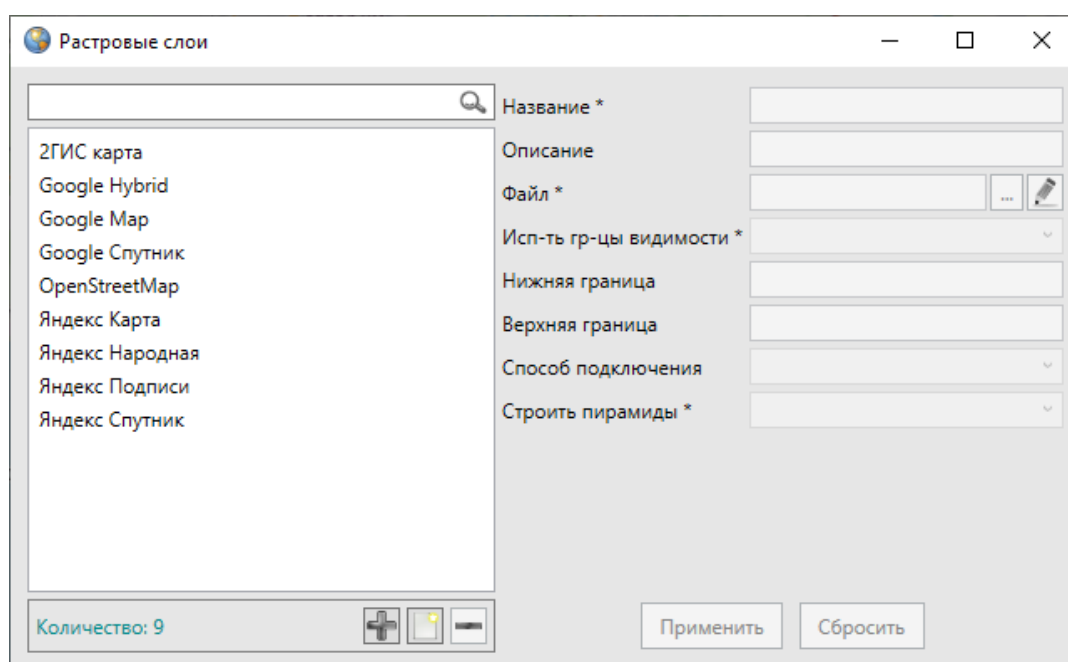 Растровые слои
2ГИС карта
Google Hybrid
Google Map
Google Спутник
OpenStreetMap
Яндекс Карта
Яндекс Народная
Яндекс Подписи
Яндекс Спутник
Количество: 9
Название *
Описание
Файл *
...
Исп-ть гр-цы видимости *
Нижняя граница
Верхняя граница
Способ подключения
Строить пирамиды *
Применить
Сбросить